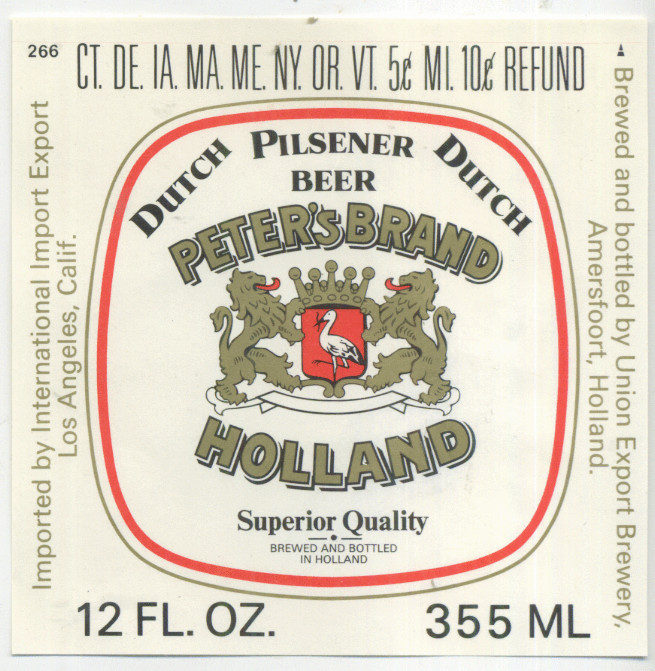 266
CT. DE. IA. MA. ME. NY. OR. VT. 5¢ MI. 10¢ REFUND
DUTCH PILSENER DUTCH
BEER
PETER'S BRAND
HOLLAND
Superior Quality
BREWED AND BOTTLED
IN HOLLAND
12 FL. OZ. 355 ML
Imported by International Import Export
Los Angeles, Calif.
Brewed and bottled by Union Export Brewery,
Amersfoort, Holland.